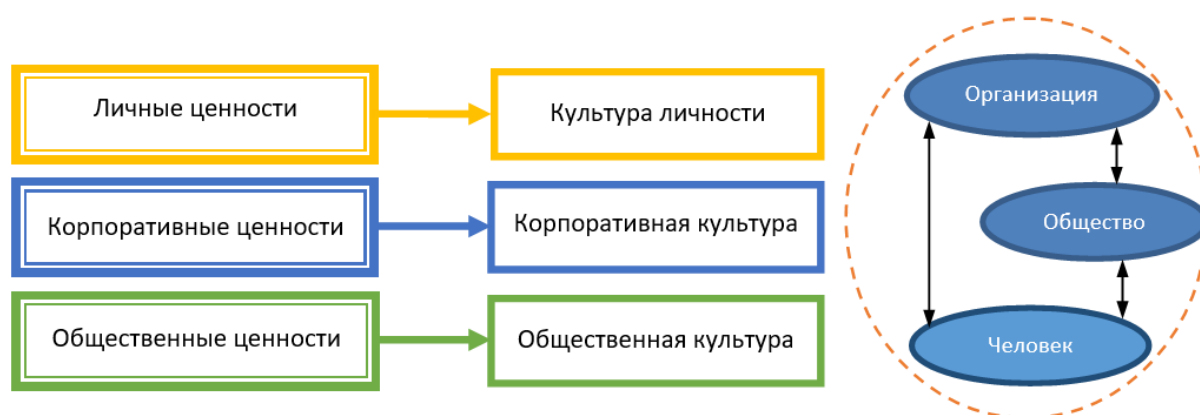 Личные ценности
Культура личности
Корпоративные ценности
Корпоративная культура
Общественные ценности
Общественная культура
Организация
Общество
Человек